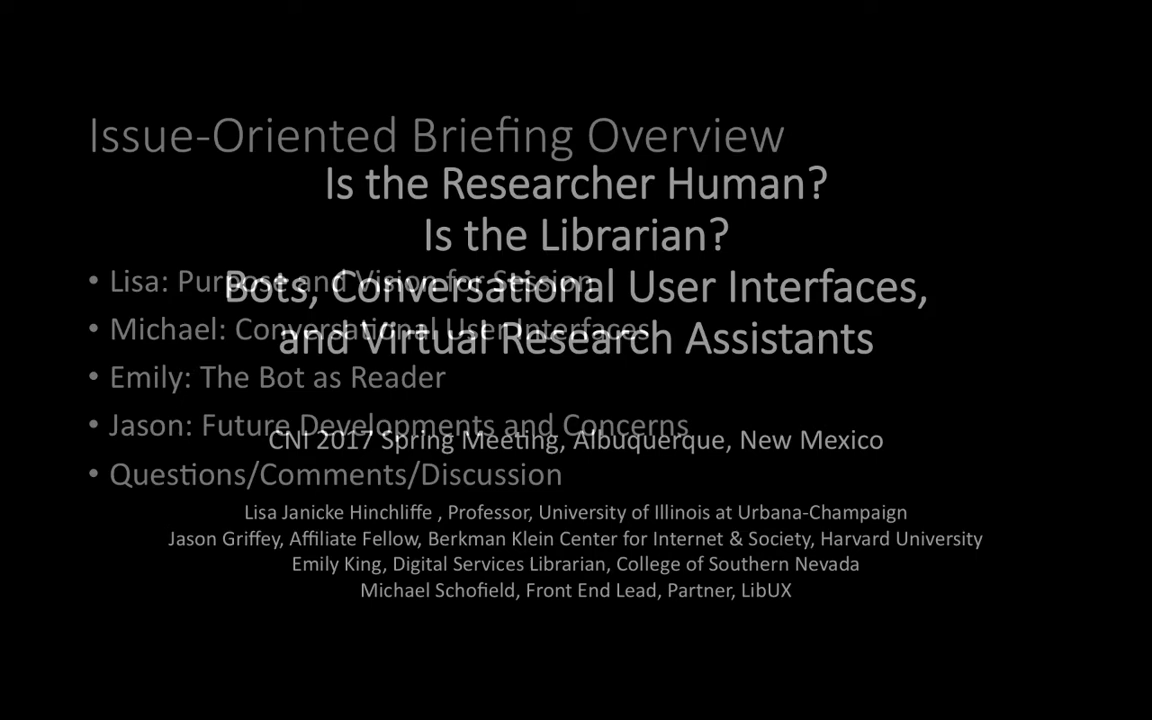 Issue-Oriented Briefing Overview
Is the Researcher Human?
Is the Librarian?
• Lisa: Purpose and Vision for Session
Bots, Conversational User Interfaces,
• Michael: Conversational User Interfaces
and Virtual Research Assistants
• Emily: The Bot as Reader
• Jason: Future Developments and Concerns
CNI 2017 Spring Meeting, Albuquerque, New Mexico
• Questions/Comments/Discussion
Lisa Janicke Hinchliffe , Professor, University of Illinois at Urbana-Champaign
Jason Griffey, Affiliate Fellow, Berkman Klein Center for Internet & Society, Harvard University
Emily King, Digital Services Librarian, College of Southern Nevada
Michael Schofield, Front End Lead, Partner, LibUX